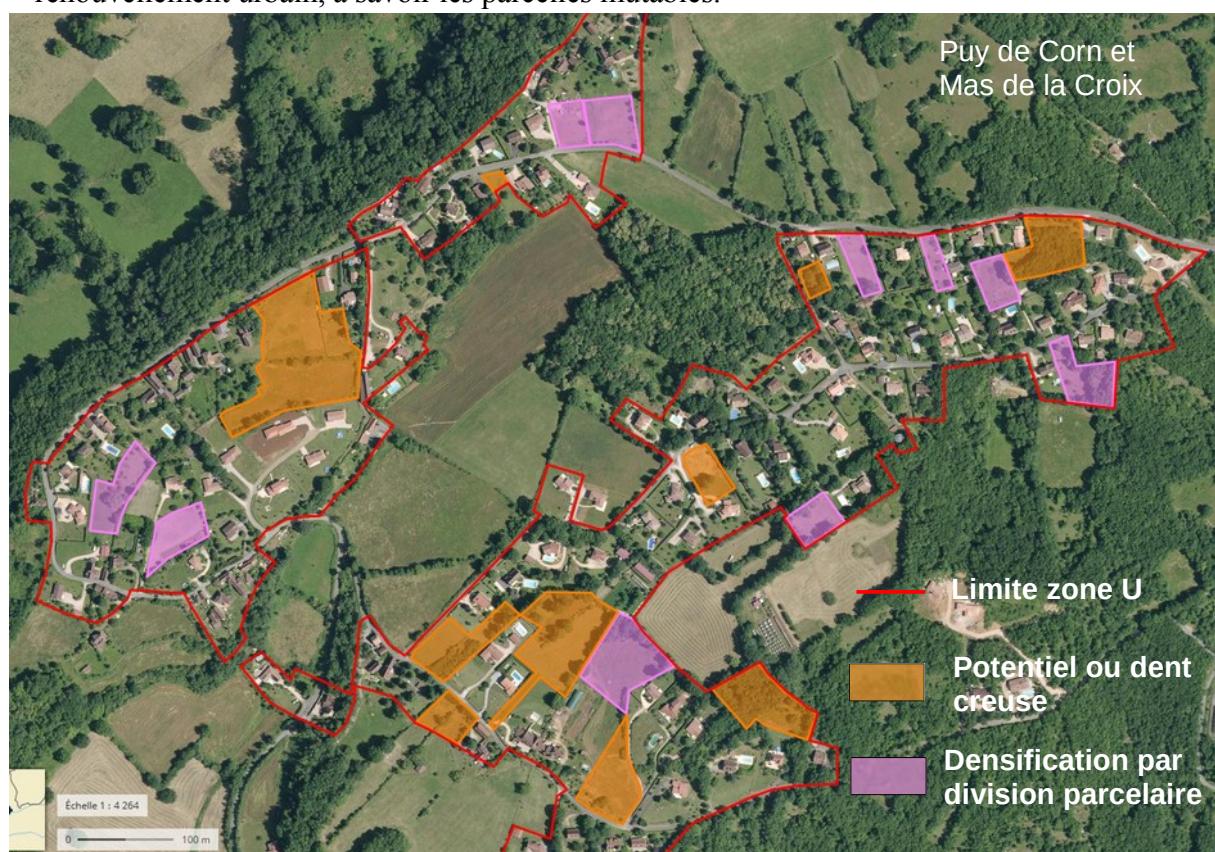 renouvellement urbain, à savoir les parcelles mutables.
Puy de Corn et
Mas de la Croix
Limite zone U
Potentiel ou dent
creuse
Densification par
division parcelaire
Échelle 1 : 4 264
0 100 m